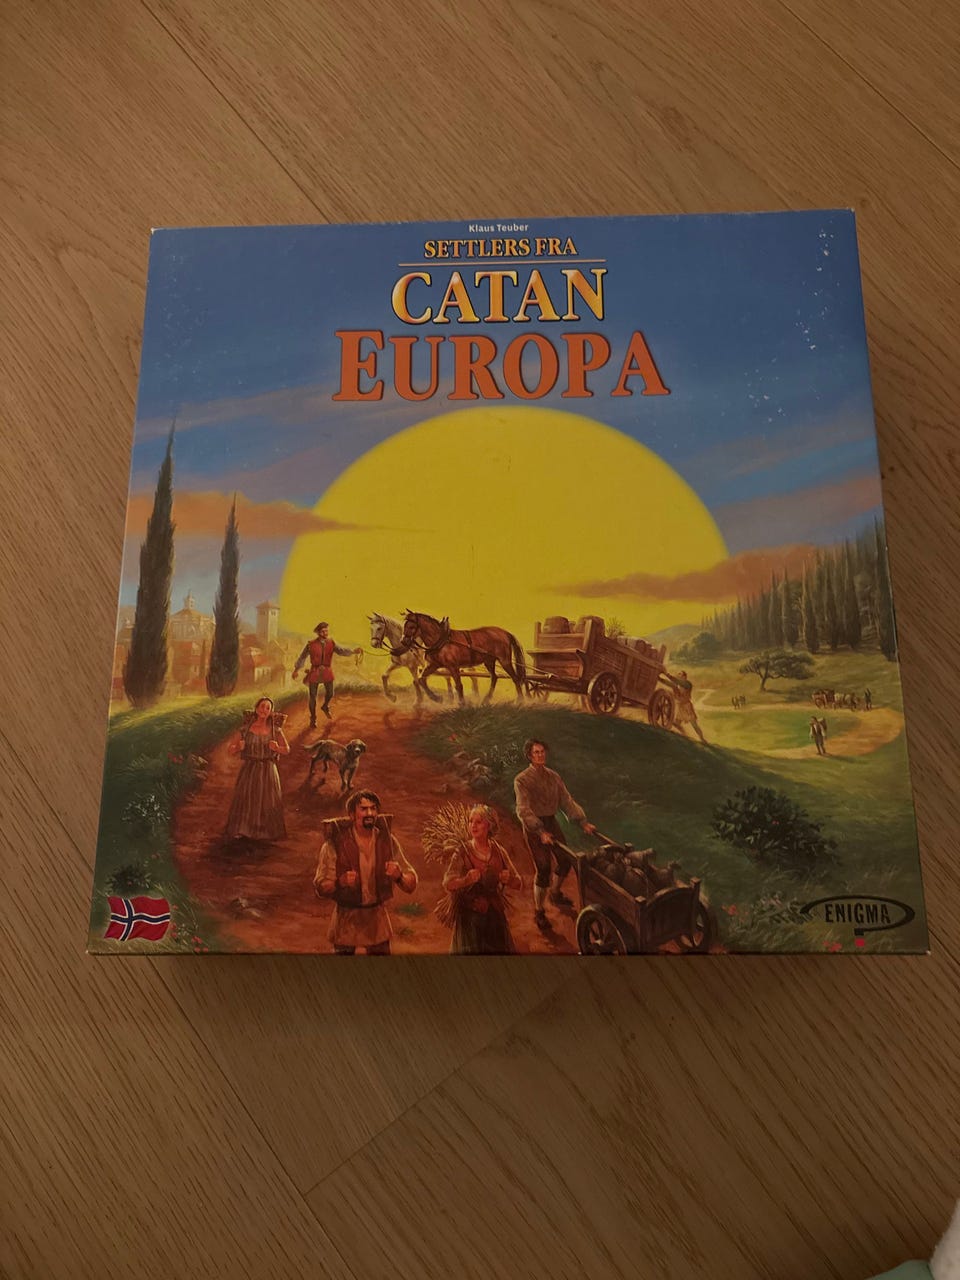 Klaus Teuber
SETTLERS FRA
CATAN
EUROPA
ENIGMA